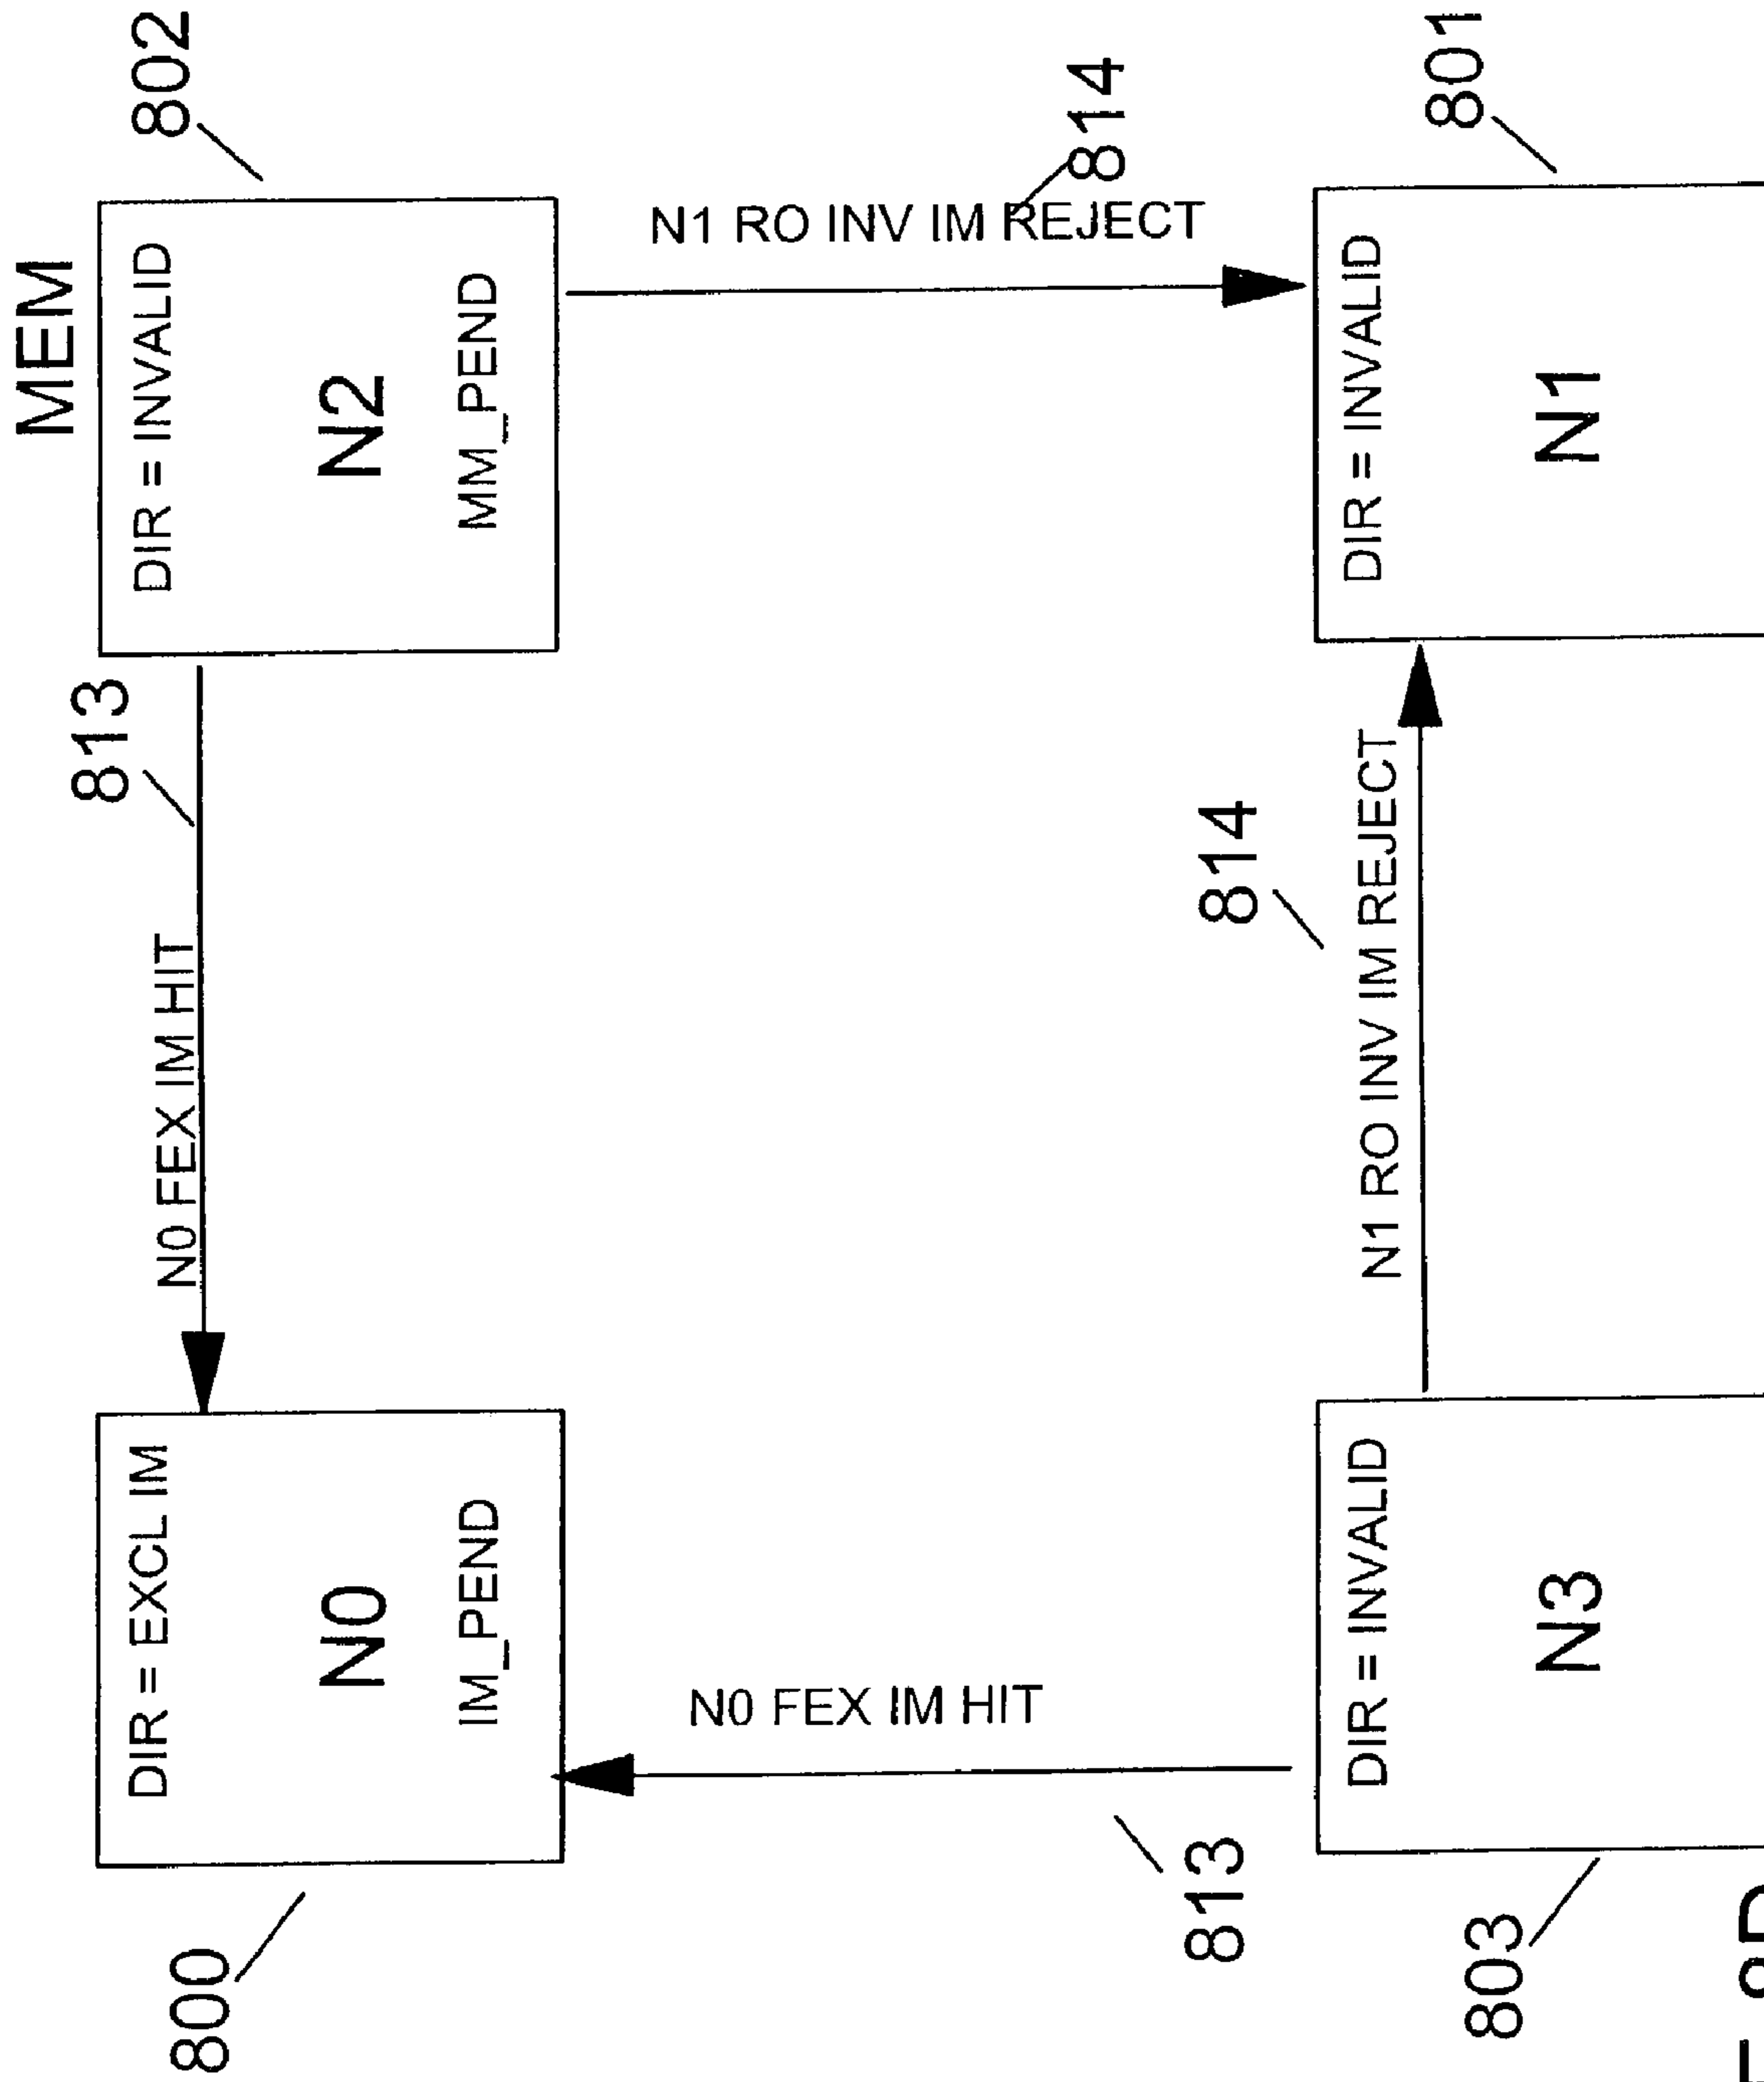 MEM
800
DIR = EXCL IM
N0
IM_PEND
N0 FEX IM HIT
813
DIR = INVALID
N2
MM_PEND
802
813
N0 FEX IM HIT
N1 RO INV IM REJECT
814
803
DIR = INVALID
N3
814
N1 RO INV IM REJECT
DIR = INVALID
N1
801